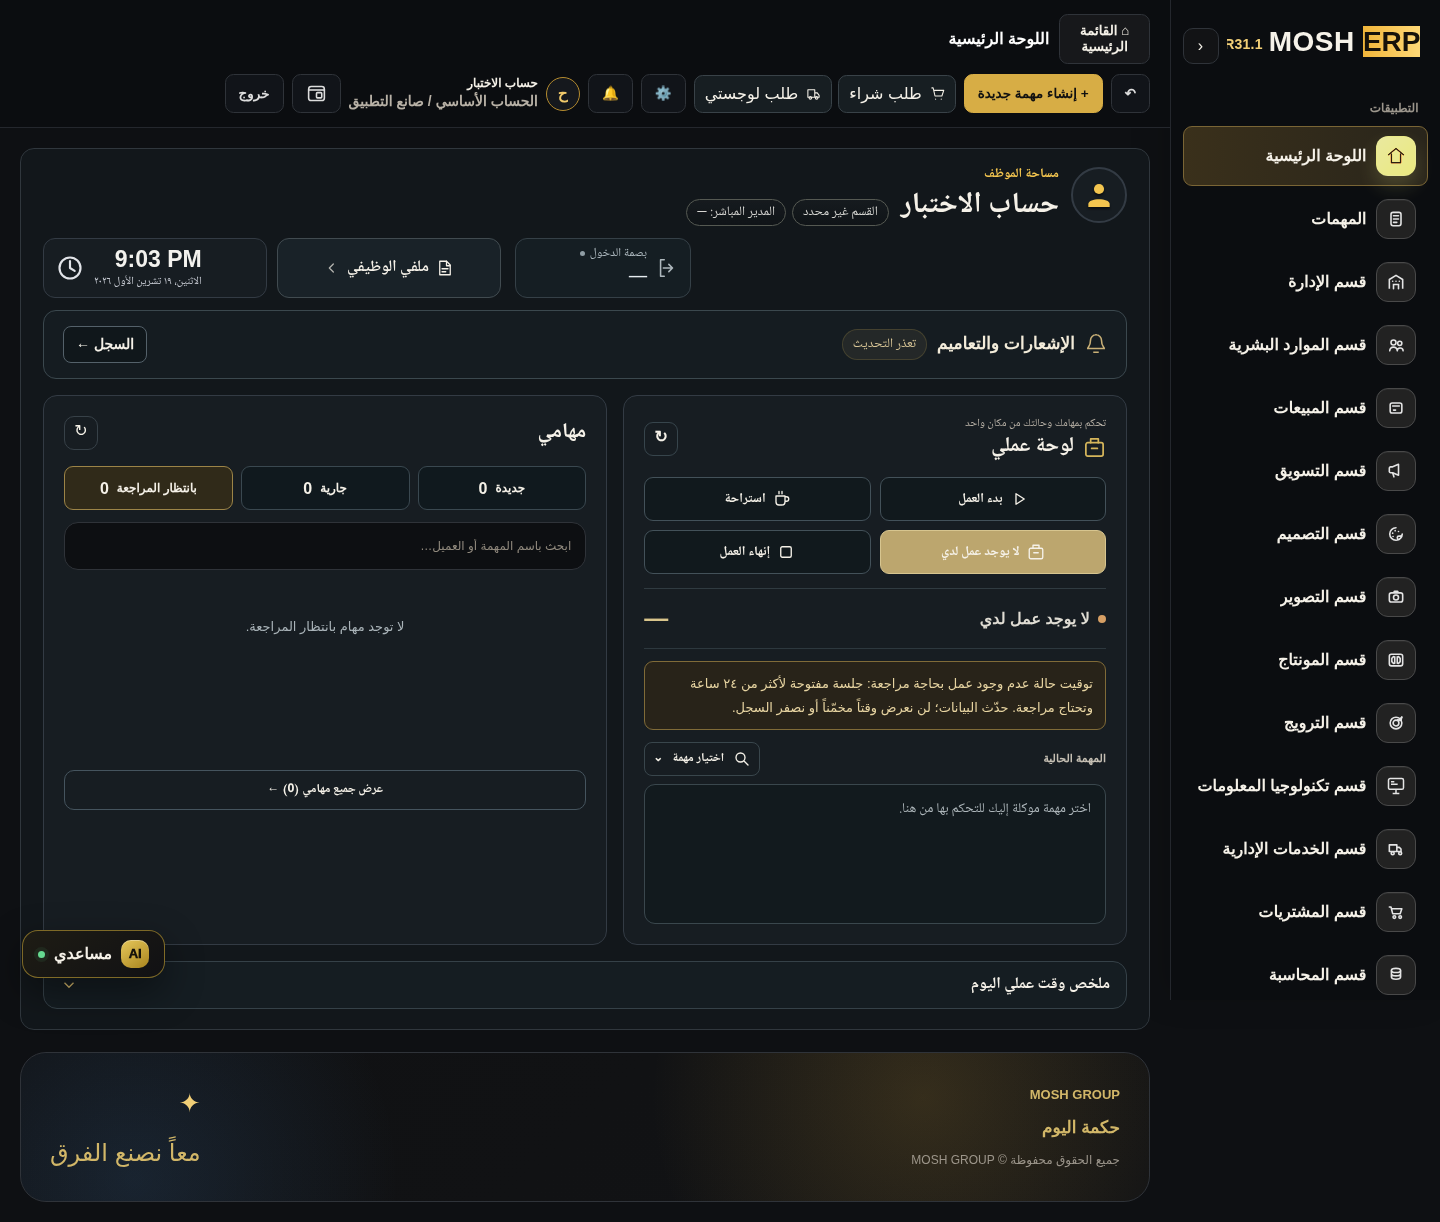 MOSH ERP R31.1
‹
التطبيقات
اللوحة الرئيسية
المهمات
قسم الإدارة
قسم الموارد البشرية
قسم المبيعات
قسم التسويق
قسم التصميم
قسم التصوير
قسم المونتاج
قسم الترويج
قسم تكنولوجيا المعلومات
قسم الخدمات الإدارية
قسم المشتريات
قسم المحاسبة
⌂ القائمة
الرئيسية
اللوحة الرئيسية
↶
+ إنشاء مهمة جديدة
طلب شراء
طلب لوجستي
ح
حساب الاختبار
الحساب الأساسي / صانع التطبيق
خروج
مساحة الموظف
حساب الاختبار
القسم غير محدد
المدير المباشر: —
بصمة الدخول
—
ملفي الوظيفي
9:03 PM
الاثنين، ١٩ تشرين الأول ٢٠٢٦
الإشعارات والتعاميم
تعذر التحديث
السجل ←
تحكم بمهامك وحالتك من مكان واحد
لوحة عملي
↻
بدء العمل
استراحة
لا يوجد عمل لدي
إنهاء العمل
لا يوجد عمل لدي
—
توقيت حالة عدم وجود عمل بحاجة مراجعة: جلسة مفتوحة لأكثر من ٢٤ ساعة
وتحتاج مراجعة. حدّث البيانات؛ لن نعرض وقتاً مخمّناً أو نصفر السجل.
المهمة الحالية
اختيار مهمة
اختر مهمة موكلة إليك للتحكم بها من هنا.
مهامي
↻
جديدة 0
جارية 0
بانتظار المراجعة 0
ابحث باسم المهمة أو العميل...
لا توجد مهام بانتظار المراجعة.
عرض جميع مهامي (0) ←
ملخص وقت عملي اليوم
AI مساعدي
MOSH GROUP
حكمة اليوم
جميع الحقوق محفوظة © MOSH GROUP
✦
معاً نصنع الفرق